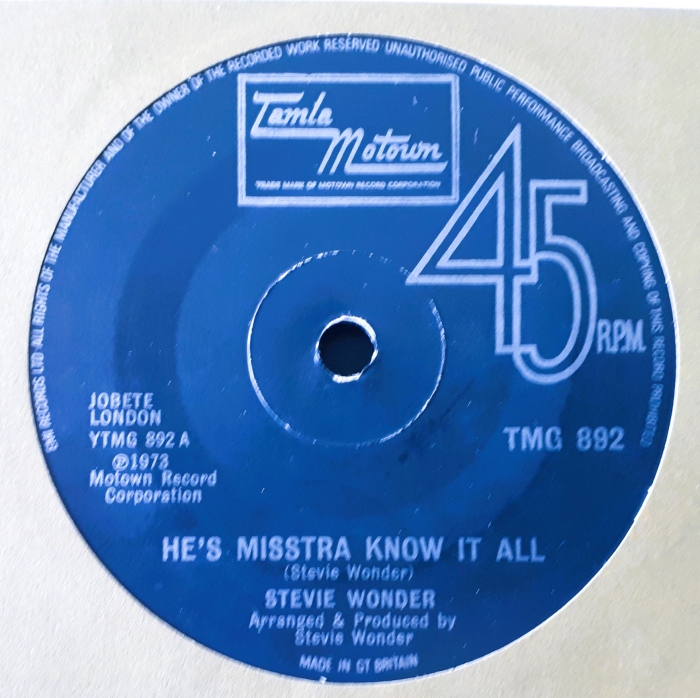 EMI RECORDS LTD·ALL RIGHTS OF THE MANUFACTURER AND OF THE OWNER OF THE RECORDED WORK RESERVED UNAUTHORISED PUBLIC PERFORMANCE BROADCASTING AND COPYING OF THIS RECORD PROHIBITED
Tamla
Motown
TRADE MARK OF MOTOWN RECORD CORPORATION
45
R.P.M.
JOBETE
LONDON
YTMG 892 A
℗1973
Motown Record
Corporation
TMG 892
HE'S MISSTRA KNOW IT ALL
(Stevie Wonder)
STEVIE WONDER
Arranged & Produced by
Stevie Wonder
MADE IN GT BRITAIN